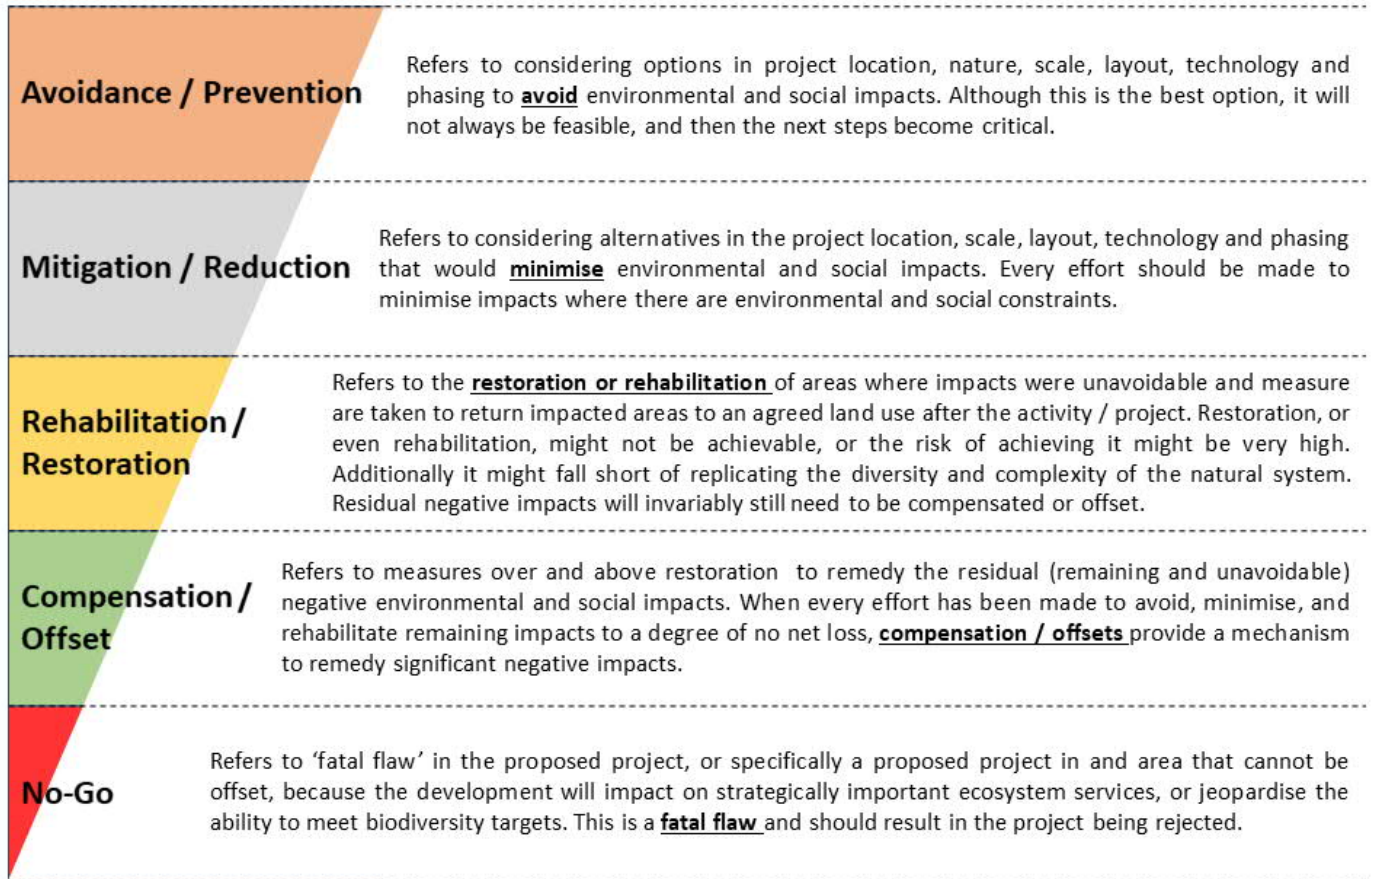 Avoidance / Prevention
Refers to considering options in project location, nature, scale, layout, technology and
phasing to avoid environmental and social impacts. Although this is the best option, it will
not always be feasible, and then the next steps become critical.
Mitigation / Reduction
Refers to considering alternatives in the project location, scale, layout, technology and phasing
that would minimise environmental and social impacts. Every effort should be made to
minimise impacts where there are environmental and social constraints.
Rehabilitation /
Restoration
Refers to the restoration or rehabilitation of areas where impacts were unavoidable and measure
are taken to return impacted areas to an agreed land use after the activity / project. Restoration, or
even rehabilitation, might not be achievable, or the risk of achieving it might be very high.
Additionally it might fall short of replicating the diversity and complexity of the natural system.
Residual negative impacts will invariably still need to be compensated or offset.
Compensation /
Offset
Refers to measures over and above restoration to remedy the residual (remaining and unavoidable)
negative environmental and social impacts. When every effort has been made to avoid, minimise, and
rehabilitate remaining impacts to a degree of no net loss, compensation / offsets provide a mechanism
to remedy significant negative impacts.
No-Go
Refers to ‘fatal flaw’ in the proposed project, or specifically a proposed project in and area that cannot be
offset, because the development will impact on strategically important ecosystem services, or jeopardise the
ability to meet biodiversity targets. This is a fatal flaw and should result in the project being rejected.